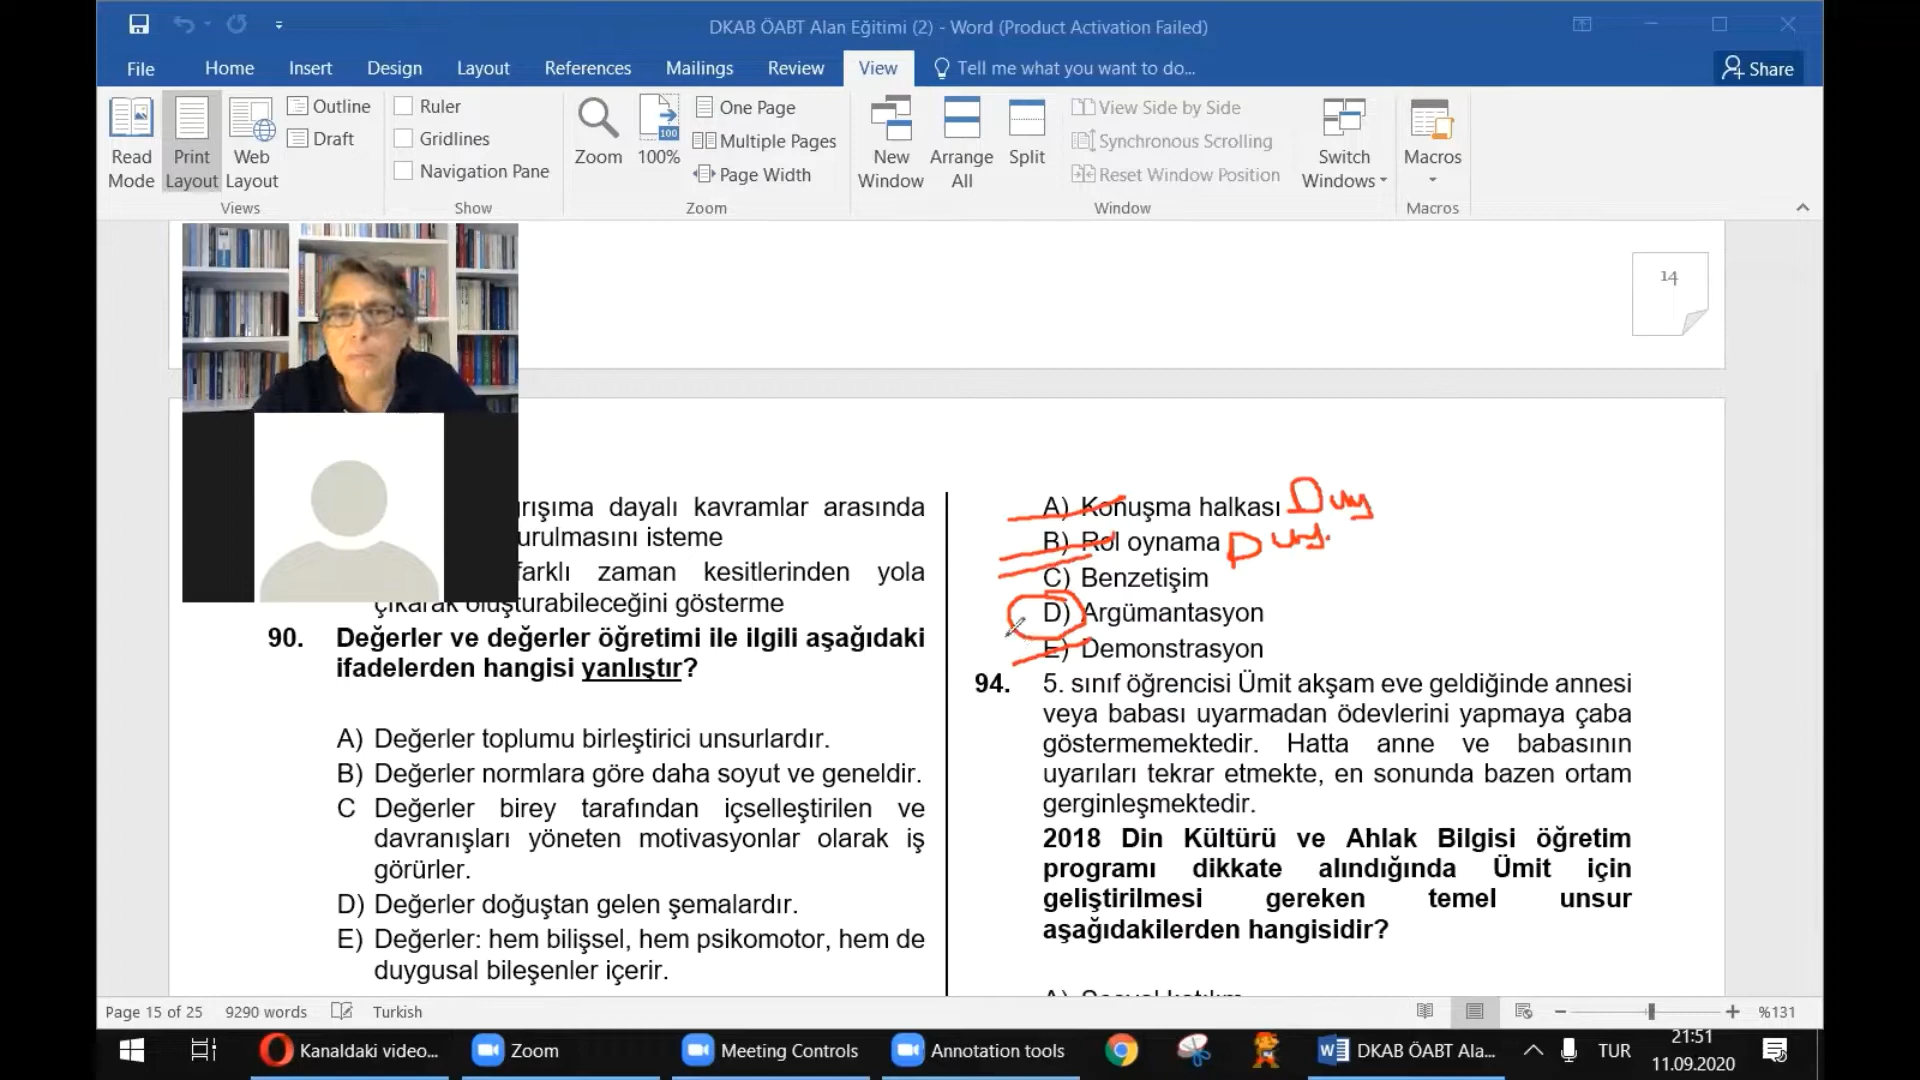 DKAB ÖABT Alan Eğitimi (2) - Word (Product Activation Failed)
File Home Insert Design Layout References Mailings Review View Tell me what you want to do... Share
Read Mode
Print Layout
Web Layout
Outline
Draft
Views
Ruler
Gridlines
Navigation Pane
Show
Zoom
100
100%
One Page
Multiple Pages
Page Width
Zoom
New Window
Arrange All
Split
View Side by Side
Synchronous Scrolling
Reset Window Position
Switch Windows
Window
Macros
Macros
14
dayalı kavramlar arasında
isteme
farklı zaman kesitlerinden yola
çıkarak oluşturabileceğini gösterme
90. Değerler ve değerler öğretimi ile ilgili aşağıdaki
ifadelerden hangisi yanlıştır?
A) Değerler toplumu birleştirici unsurlardır.
B) Değerler normlara göre daha soyut ve geneldir.
C Değerler birey tarafından içselleştirilen ve
davranışları yöneten motivasyonlar olarak iş
görürler.
D) Değerler doğuştan gelen şemalardır.
E) Değerler: hem bilişsel, hem psikomotor, hem de
duygusal bileşenler içerir.
A) Konuşma halkası Duy
B) Rol oynama Duy.
C) Benzetişim
D) Argümantasyon
E) Demonstrasyon
94. 5. sınıf öğrencisi Ümit akşam eve geldiğinde annesi
veya babası uyarmadan ödevlerini yapmaya çaba
göstermemektedir. Hatta anne ve babasının
uyarıları tekrar etmekte, en sonunda bazen ortam
gerginleşmektedir.
2018 Din Kültürü ve Ahlak Bilgisi öğretim
programı dikkate alındığında Ümit için
geliştirilmesi gereken temel unsur
aşağıdakilerden hangisidir?
Page 15 of 25 9290 words Turkish %131
Kanaldaki video... Zoom Meeting Controls Annotation tools DKAB ÖABT Ala... TUR
21:51
11.09.2020